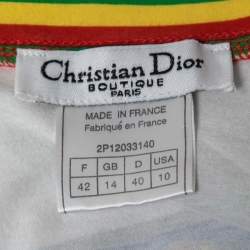 Christian Dior
BOUTIQUE
PARIS
MADE IN FRANCE
Fabriqué en France
2P12033140
F GB D USA
42 14 40 10